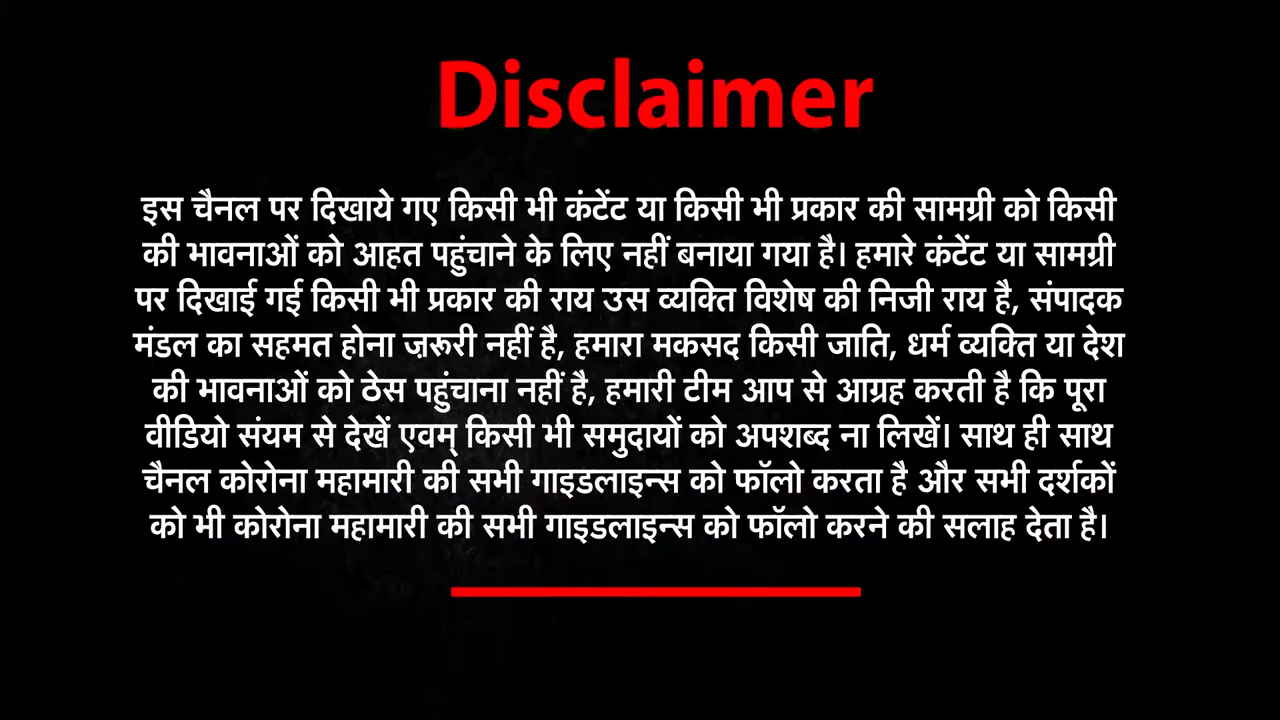 Disclaimer
इस चैनल पर दिखाये गए किसी भी कंटेंट या किसी भी प्रकार की सामग्री को किसी
की भावनाओं को आहत पहुंचाने के लिए नहीं बनाया गया है। हमारे कंटेंट या सामग्री
पर दिखाई गई किसी भी प्रकार की राय उस व्यक्ति विशेष की निजी राय है, संपादक
मंडल का सहमत होना ज़रूरी नहीं है, हमारा मकसद किसी जाति, धर्म व्यक्ति या देश
की भावनाओं को ठेस पहुंचाना नहीं है, हमारी टीम आप से आग्रह करती है कि पूरा
वीडियो संयम से देखें एवम् किसी भी समुदायों को अपशब्द ना लिखें। साथ ही साथ
चैनल कोरोना महामारी की सभी गाइडलाइन्स को फॉलो करता है और सभी दर्शकों
को भी कोरोना महामारी की सभी गाइडलाइन्स को फॉलो करने की सलाह देता है।